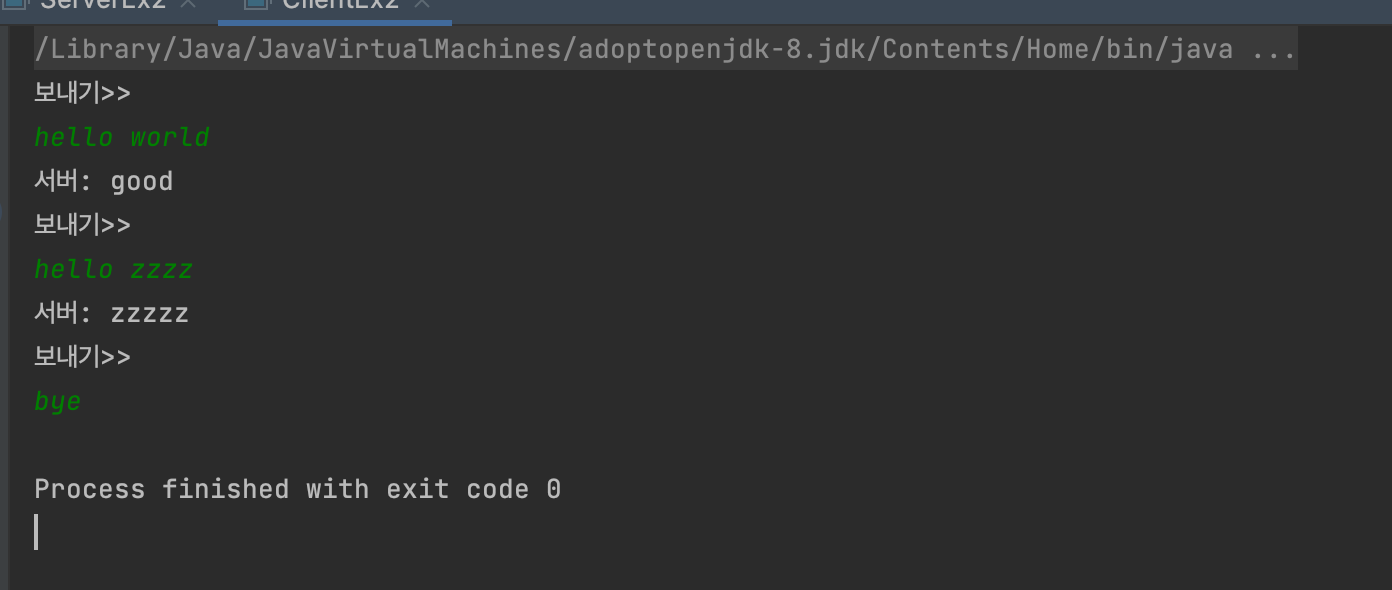 ServerEx2 ClientEx2
/Library/Java/JavaVirtualMachines/adoptopenjdk-8.jdk/Contents/Home/bin/java ...
보내기>>
hello world
서버: good
보내기>>
hello zzzz
서버: zzzzz
보내기>>
bye
Process finished with exit code 0